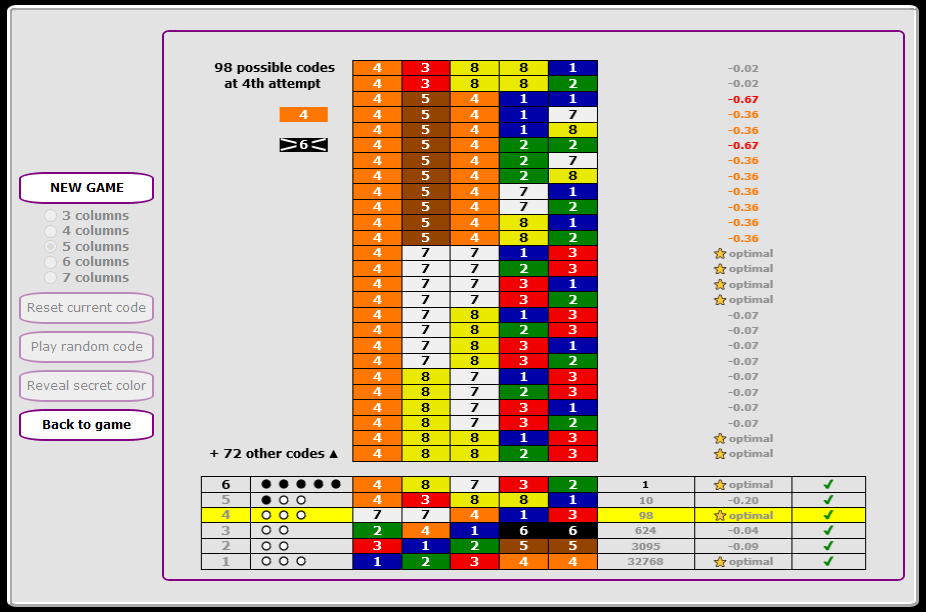 98 possible codes
at 4th attempt
4
>6<
NEW GAME
3 columns
4 columns
5 columns
6 columns
7 columns
Reset current code
Play random code
Reveal secret color
Back to game
4 3 8 8 1 -0.02
4 3 8 8 2 -0.02
4 5 4 1 1 -0.67
4 5 4 1 7 -0.36
4 5 4 1 8 -0.36
4 5 4 2 2 -0.67
4 5 4 2 7 -0.36
4 5 4 2 8 -0.36
4 5 4 7 1 -0.36
4 5 4 7 2 -0.36
4 5 4 8 1 -0.36
4 5 4 8 2 -0.36
4 7 7 1 3 optimal
4 7 7 2 3 optimal
4 7 7 3 1 optimal
4 7 7 3 2 optimal
4 7 8 1 3 -0.07
4 7 8 2 3 -0.07
4 7 8 3 1 -0.07
4 7 8 3 2 -0.07
4 8 7 1 3 -0.07
4 8 7 2 3 -0.07
4 8 7 3 1 -0.07
4 8 7 3 2 -0.07
4 8 8 1 3 optimal
+ 72 other codes ▲ 4 8 8 2 3 optimal
6 ● ● ● ● ● 4 8 7 3 2 1 optimal ✔
5 ● ○ ○ 4 3 8 8 1 10 -0.20 ✔
4 ○ ○ ○ 7 7 4 1 3 98 optimal ✔
3 ○ ○ 2 4 1 6 6 624 -0.04 ✔
2 ○ ○ 3 1 2 5 5 3095 -0.09 ✔
1 ○ ○ ○ 1 2 3 4 4 32768 optimal ✔